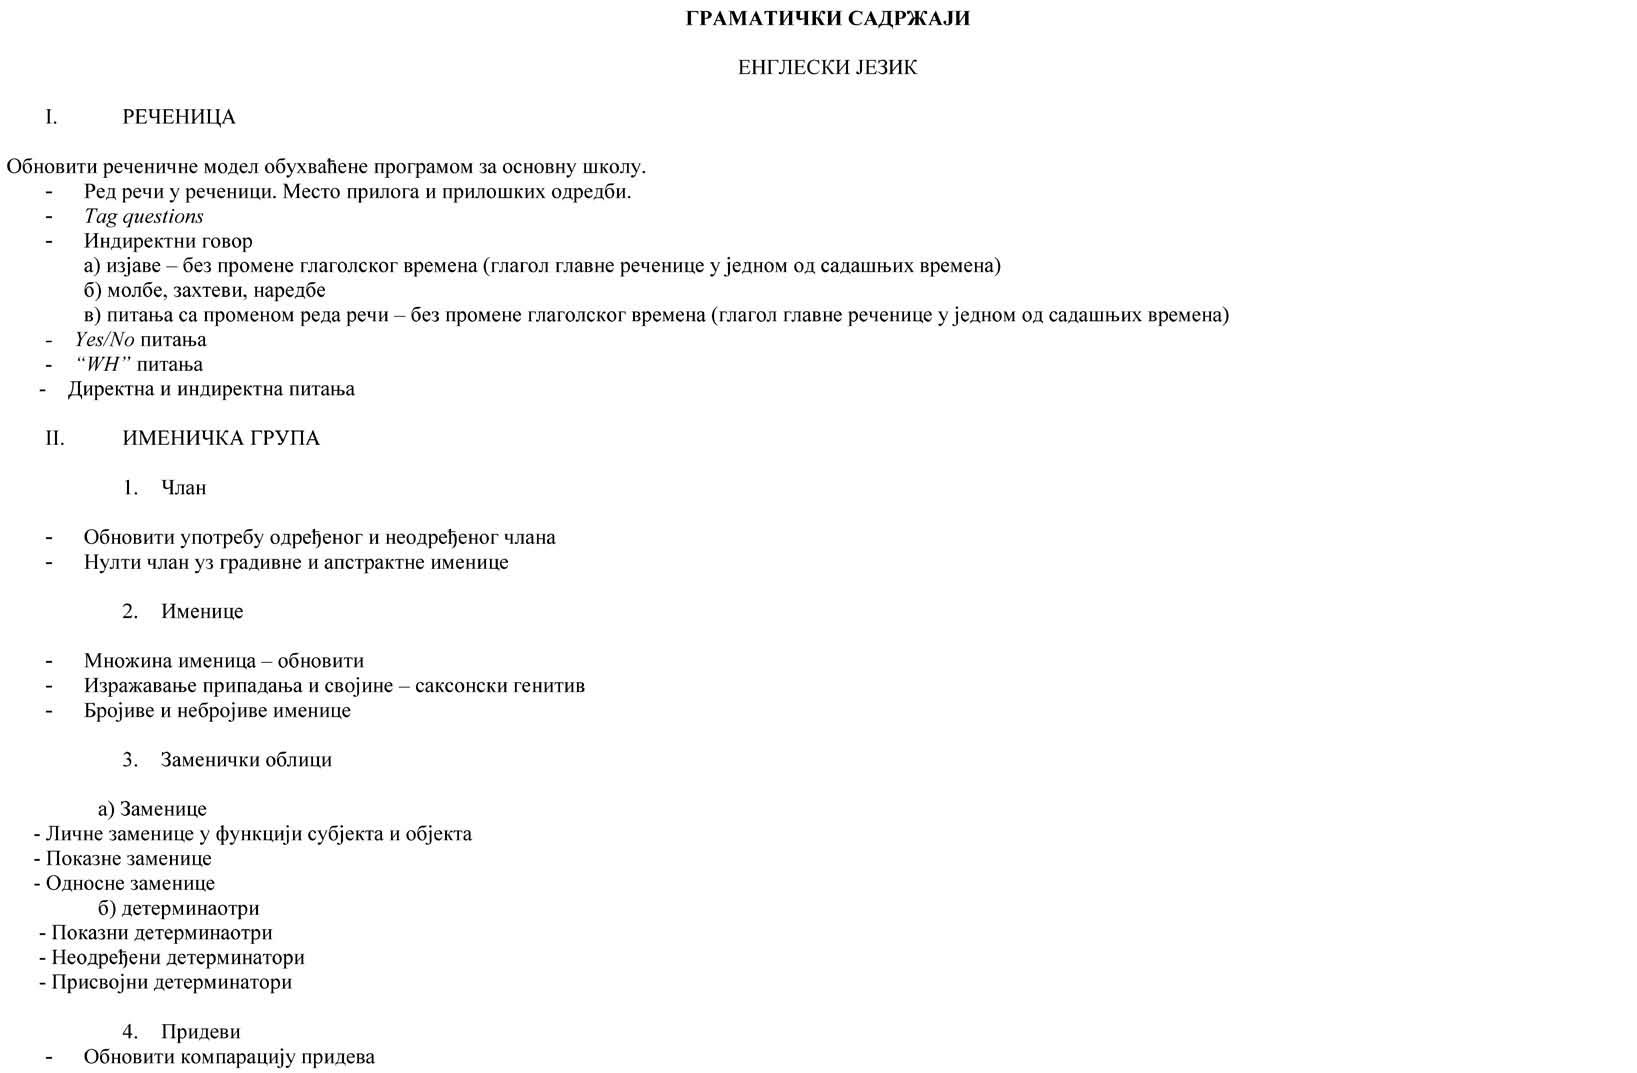 ГРАМАТИЧКИ САДРЖАЈИ
ЕНГЛЕСКИ ЈЕЗИК
I. РЕЧЕНИЦА
Обновити реченичне модел обухваћене програмом за основну школу.
- Ред речи у реченици. Место прилога и прилошких одредби.
- Tag questions
- Индиректни говор
а) изјаве – без промене глаголског времена (глагол главне реченице у једном од садашњих времена)
б) молбе, захтеви, наредбе
в) питања са променом реда речи – без промене глаголског времена (глагол главне реченице у једном од садашњих времена)
- Yes/No питања
- “WH” питања
- Директна и индиректна питања
II. ИМЕНИЧКА ГРУПА
1. Члан
- Обновити употребу одређеног и неодређеног члана
- Нулти члан уз градивне и апстрактне именице
2. Именице
- Множина именица – обновити
- Изражавање припадања и својине – саксонски генитив
- Бројиве и небројиве именице
3. Заменички облици
а) Заменице
- Личне заменице у функцији субјекта и објекта
- Показне заменице
- Односне заменице
б) детерминаотри
- Показни детерминаотри
- Неодређени детерминатори
- Присвојни детерминатори
4. Придеви
- Обновити компарацију придева